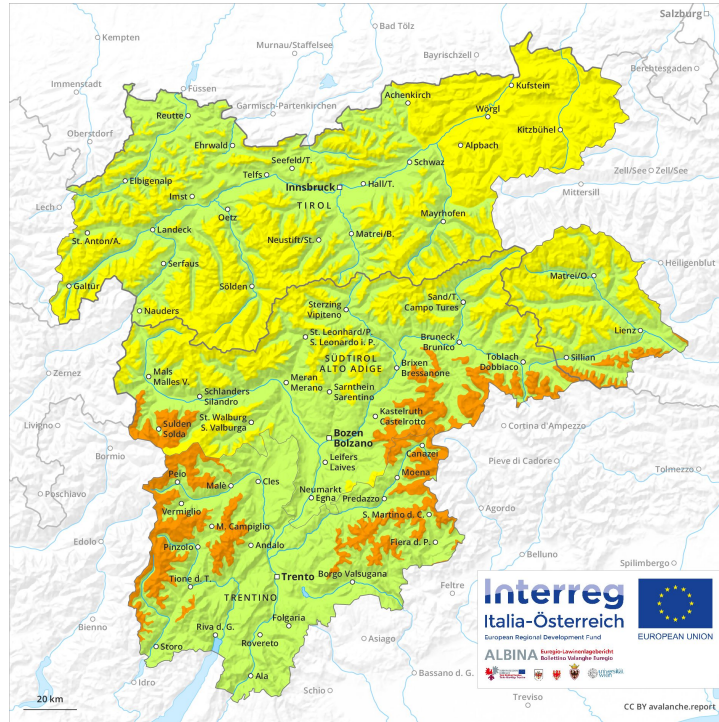 Salzburg
Kempten
Bad Tölz
Murnau/Staffelsee
Bayrischzell
Berchtesgaden
Immenstadt
Füssen
Garmisch-Partenkirchen
Achenkirch
Kufstein
Reutte
Wörgl
Kitzbühel
Oberstdorf
Ehrwald
Seefeld/T.
Alpbach
Schwaz
Zell/See
Zell/See
Elbigenalp
Telfs
Innsbruck
Hall/T.
Mittersill
Lech
Imst
TIROL
Oetz
Mayrhofen
St. Anton/A.
Landeck
Neustift/St.
Matrei/B.
Serfaus
Heiligenblut
Matrei/O.
Galtür
Sölden
Sand/T.
Campo Tures
Nauders
Sterzing
Vipiteno
Lienz
St. Leonhard/P.
S. Leonardo i. P.
Bruneck
Brunico
Toblach
Dobbiaco
Sillian
SÜDTIROL
ALTO ADIGE
Brixen
Bressanone
Zernez
Mals
Malles V.
Meran
Merano
Sarnthein
Sarentino
Schlanders
Silandro
Kastelruth
Castelrotto
St. Walburg
S. Valburga
Cortina d'Ampezzo
Livigno
Sulden
Solda
Bozen
Bolzano
Canazei
Bormio
Leifers
Laives
Pieve di Cadore
Tolmezzo
Poschiavo
Peio
Malè
Cles
Neumarkt
Egna
Moena
Predazzo
Agordo
Vermiglio
S. Martino d. C.
M. Campiglio
Edolo
Pinzolo
Andalo
Fiera d. P.
Belluno
Spilimbergo
Trento
Borgo Valsugana
Tione d. T.
Feltre
TRENTINO
Bienno
Folgaria
Riva d. G.
Rovereto
Asiago
Storo
Idro
Ala
Schio
Bassano d. G.
Treviso
Interreg
Italia-Österreich
European Regional Development Fund
EUROPEAN UNION
ALBINA
Euregio-Lawinenlagebericht
Bollettino Valanghe Euregio
universität
wien
20 km
CC BY avalanche.report